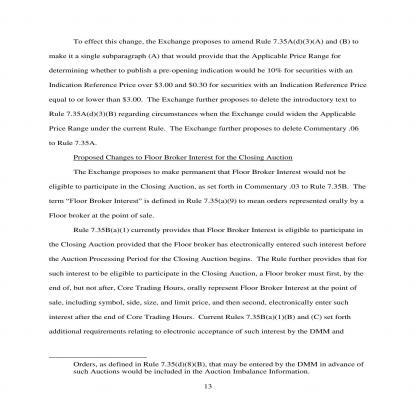 To effect this change, the Exchange proposes to amend Rule 7.35A(d)(3)(A) and (B) to
make it a single subparagraph (A) that would provide that the Applicable Price Range for
determining whether to publish a pre-opening indication would be 10% for securities with an
Indication Reference Price over $3.00 and $0.30 for securities with an Indication Reference Price
equal to or lower than $3.00.  The Exchange further proposes to delete the introductory text to
Rule 7.35A(d)(3)(B) regarding circumstances when the Exchange could widen the Applicable
Price Range under the current Rule.  The Exchange further proposes to delete Commentary .06
to Rule 7.35A.
Proposed Changes to Floor Broker Interest for the Closing Auction
The Exchange proposes to make permanent that Floor Broker Interest would not be
eligible to participate in the Closing Auction, as set forth in Commentary .03 to Rule 7.35B.  The
term “Floor Broker Interest” is defined in Rule 7.35(a)(9) to mean orders represented orally by a
Floor broker at the point of sale.
Rule 7.35B(a)(1) currently provides that Floor Broker Interest is eligible to participate in
the Closing Auction provided that the Floor broker has electronically entered such interest before
the Auction Processing Period for the Closing Auction begins.  The Rule further provides that for
such interest to be eligible to participate in the Closing Auction, a Floor broker must first, by the
end of, but not after, Core Trading Hours, orally represent Floor Broker Interest at the point of
sale, including symbol, side, size, and limit price, and then second, electronically enter such
interest after the end of Core Trading Hours.  Current Rules 7.35B(a)(1)(B) and (C) set forth
additional requirements relating to electronic acceptance of such interest by the DMM and
Orders, as defined in Rule 7.35(d)(8)(B), that may be entered by the DMM in advance of
such Auctions would be included in the Auction Imbalance Information.
13